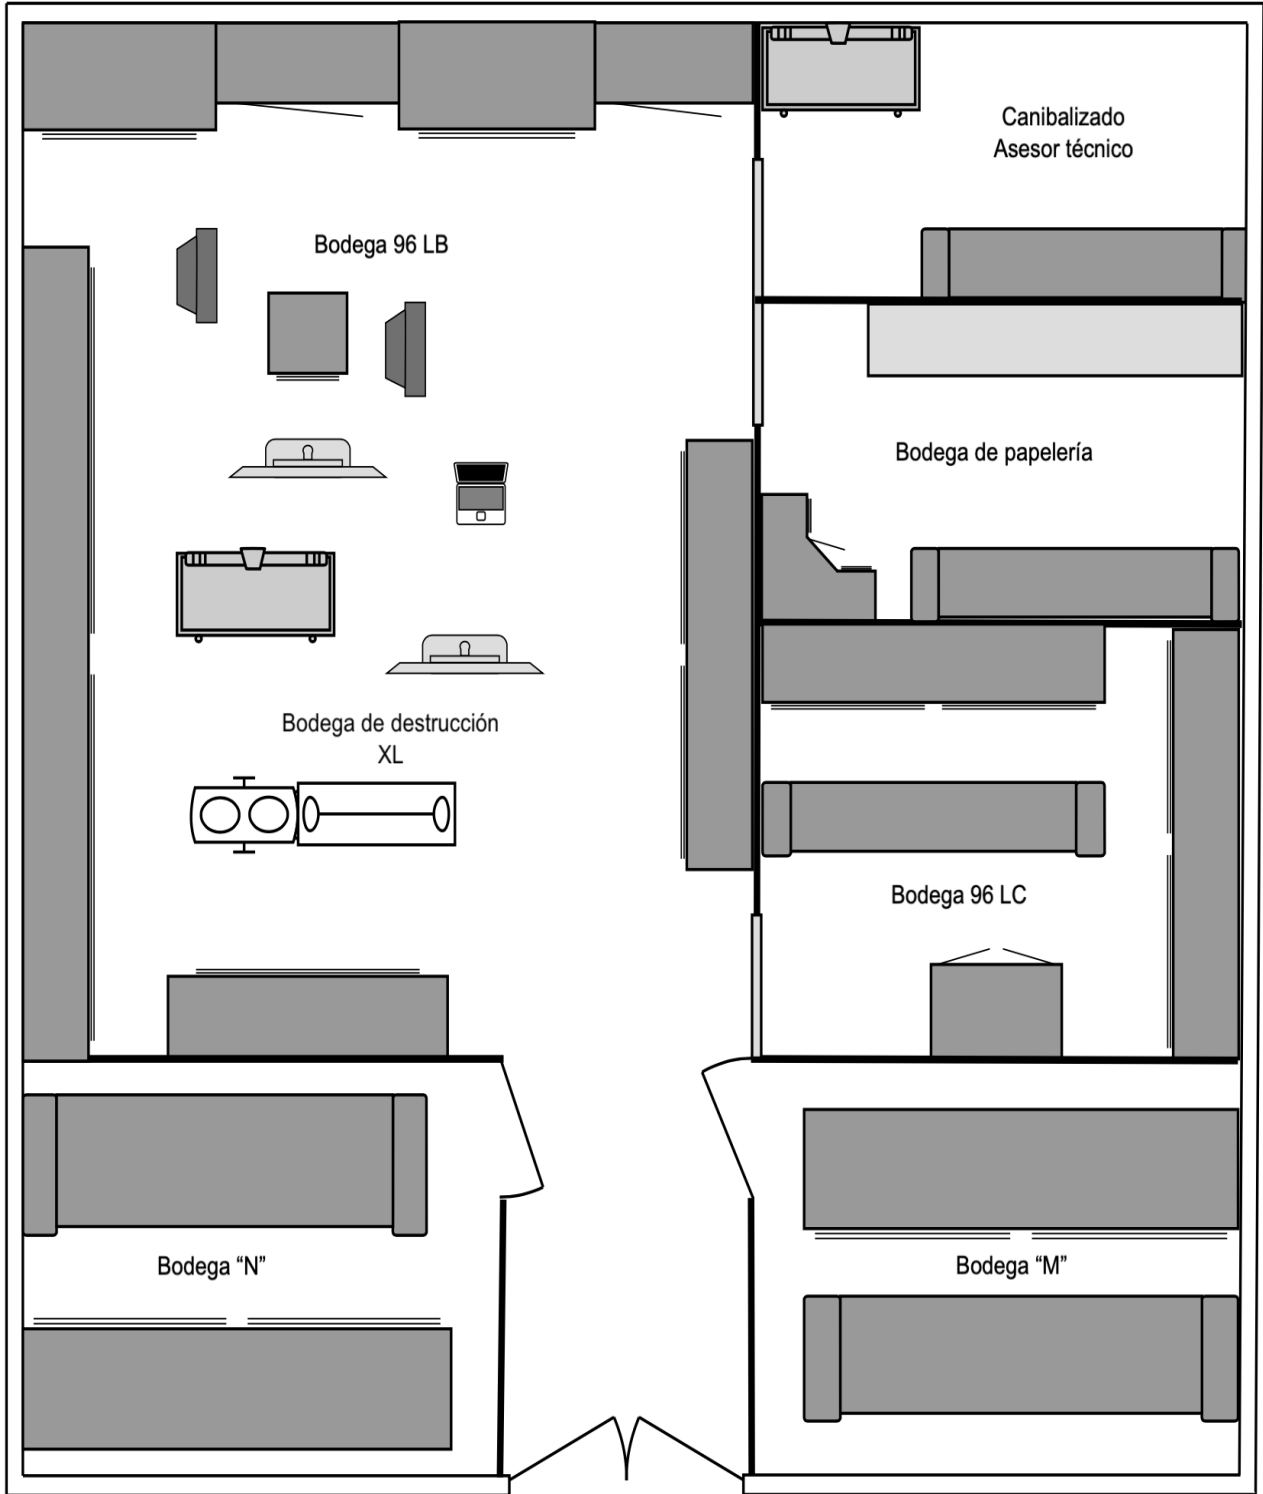 Canibalizado
Asesor técnico
Bodega 96 LB
Bodega de papelería
Bodega de destrucción
XL
Bodega 96 LC
Bodega “N”
Bodega “M”